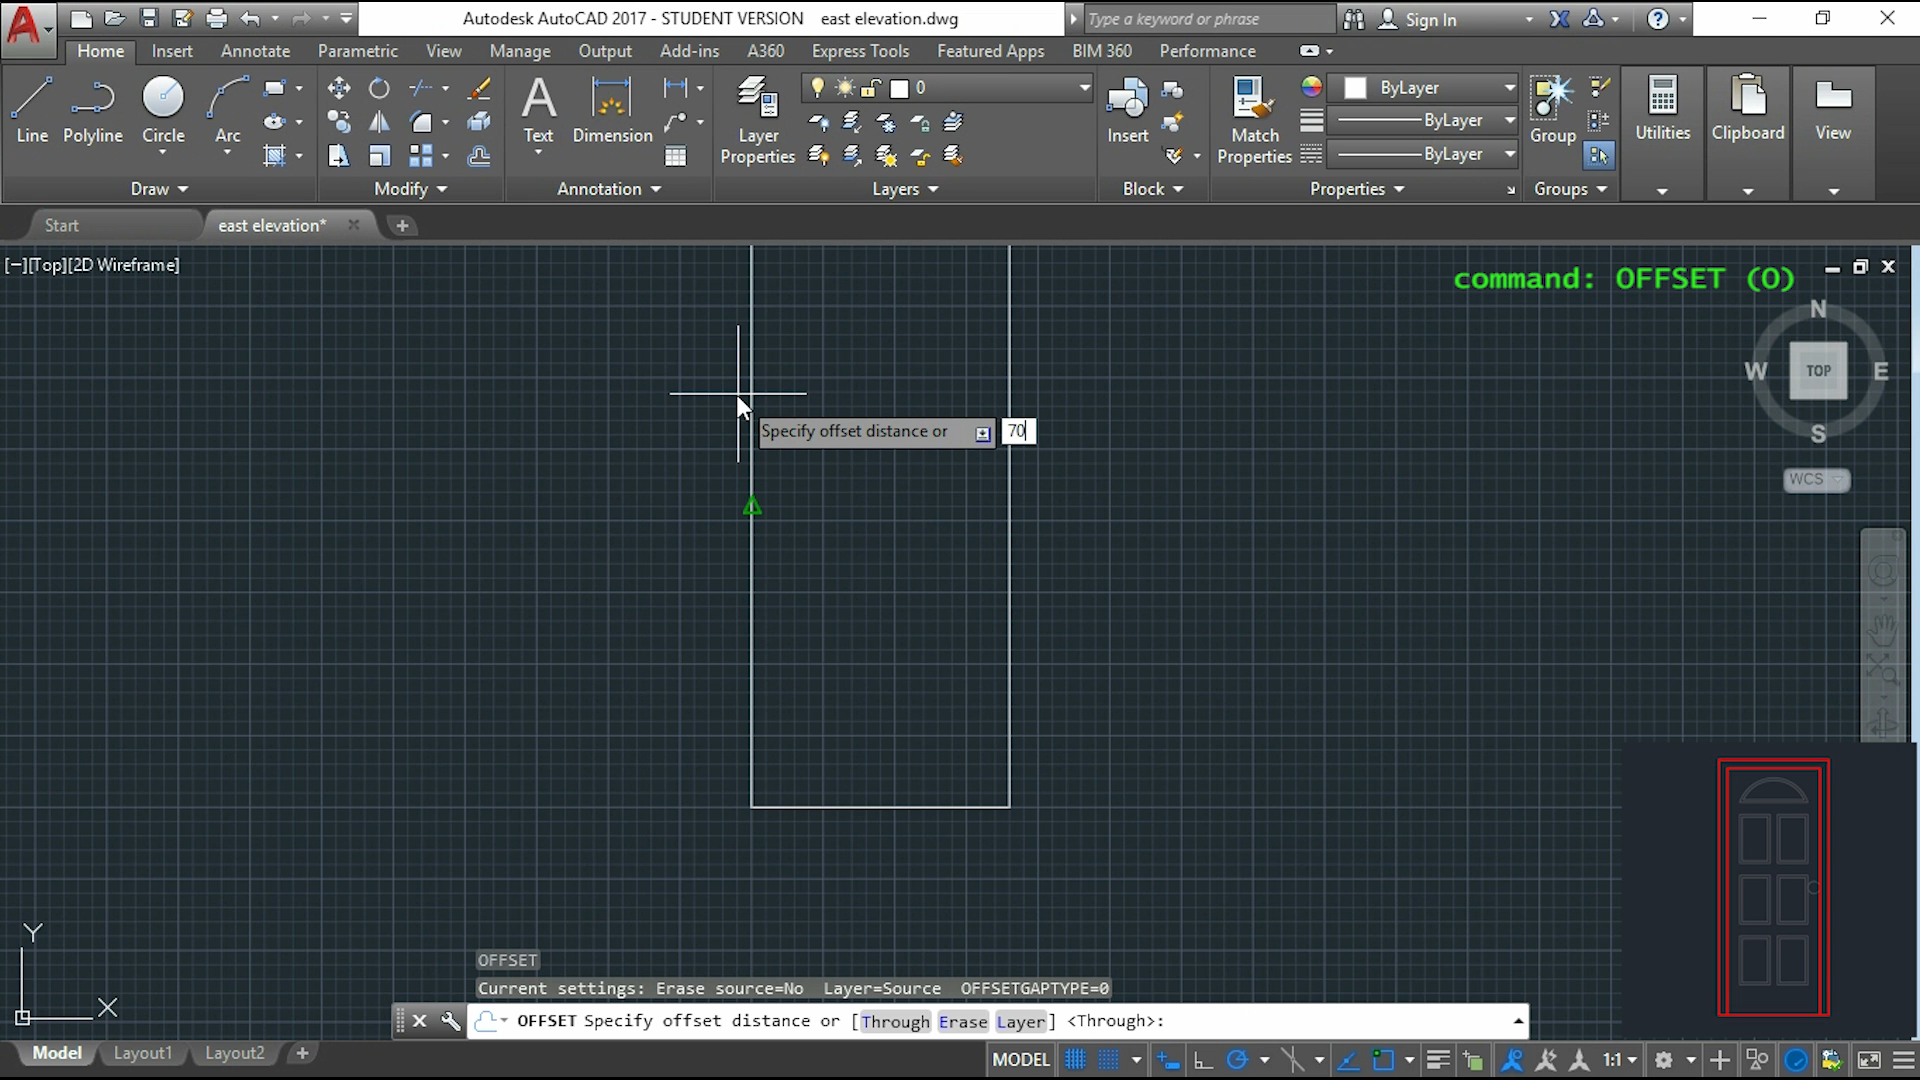 Autodesk AutoCAD 2017 - STUDENT VERSION east elevation.dwg
Type a keyword or phrase
Sign In
Home Insert Annotate Parametric View Manage Output Add-ins A360 Express Tools Featured Apps BIM 360 Performance
0
ByLayer
ByLayer
ByLayer
Line Polyline Circle Arc
Text Dimension
Layer Properties
Insert
Match Properties
Group
Utilities Clipboard View
Draw Modify Annotation Layers Block Properties Groups
Start east elevation*
[−][Top][2D Wireframe]
command: OFFSET (O)
N
W TOP E
S
WCS
Specify offset distance or 70
Y
X
OFFSET
Current settings: Erase source=No Layer=Source OFFSETGAPTYPE=0
OFFSET Specify offset distance or [Through Erase Layer] <Through>:
Model Layout1 Layout2
MODEL 1:1